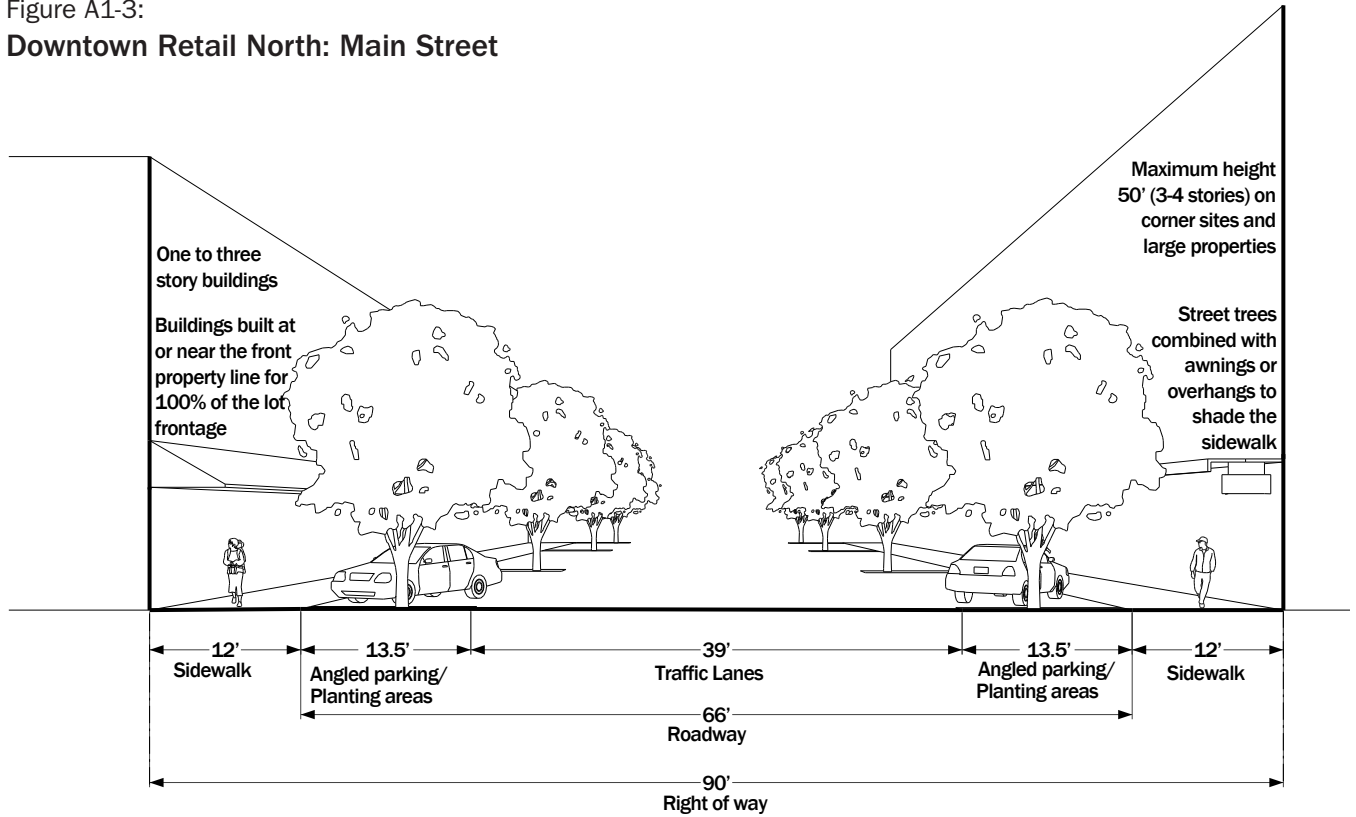 Figure A1-3:
Downtown Retail North: Main Street
One to three
story buildings
Buildings built at
or near the front
property line for
100% of the lot
frontage
Maximum height
50' (3-4 stories) on
corner sites and
large properties
Street trees
combined with
awnings or
overhangs to
shade the
sidewalk
12'
Sidewalk
13.5'
Angled parking/
Planting areas
39'
Traffic Lanes
13.5'
Angled parking/
Planting areas
12'
Sidewalk
66'
Roadway
90'
Right of way